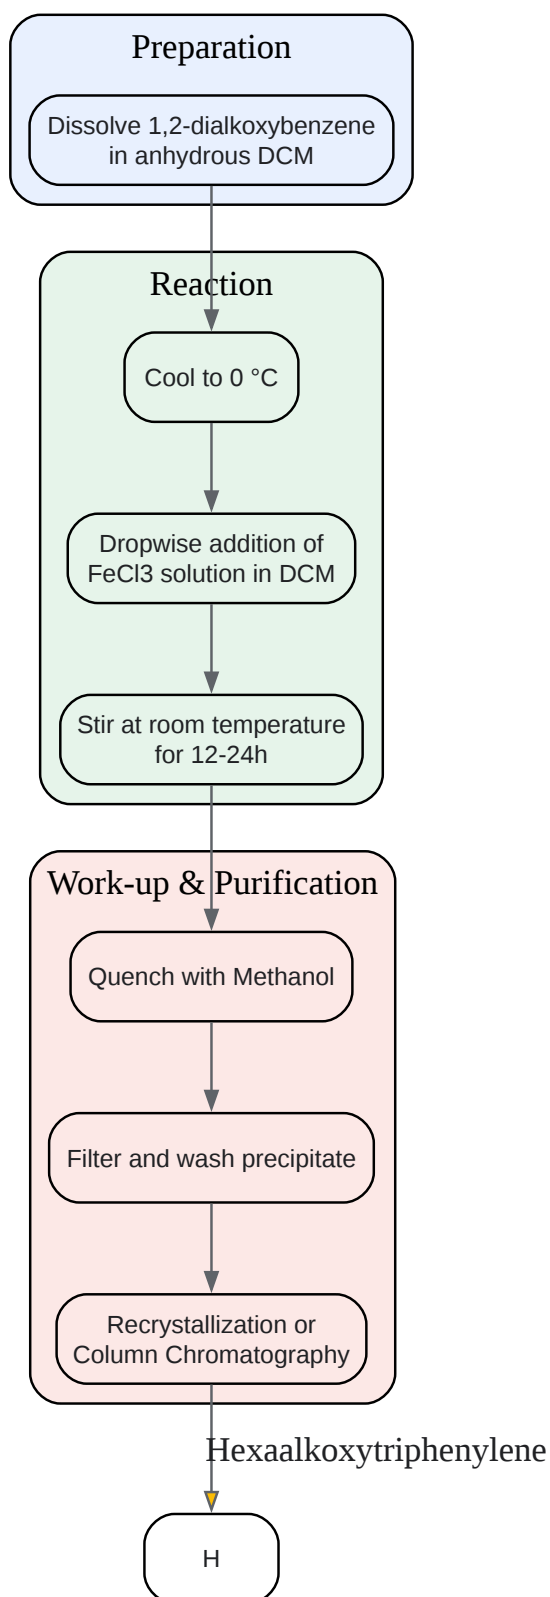 Preparation
Dissolve 1,2-dialkoxybenzene
in anhydrous DCM
Reaction
Cool to 0 °C
Dropwise addition of
FeCl3 solution in DCM
Stir at room temperature
for 12-24h
Work-up & Purification
Quench with Methanol
Filter and wash precipitate
Recrystallization or
Column Chromatography
Hexaalkoxytriphenylene
H